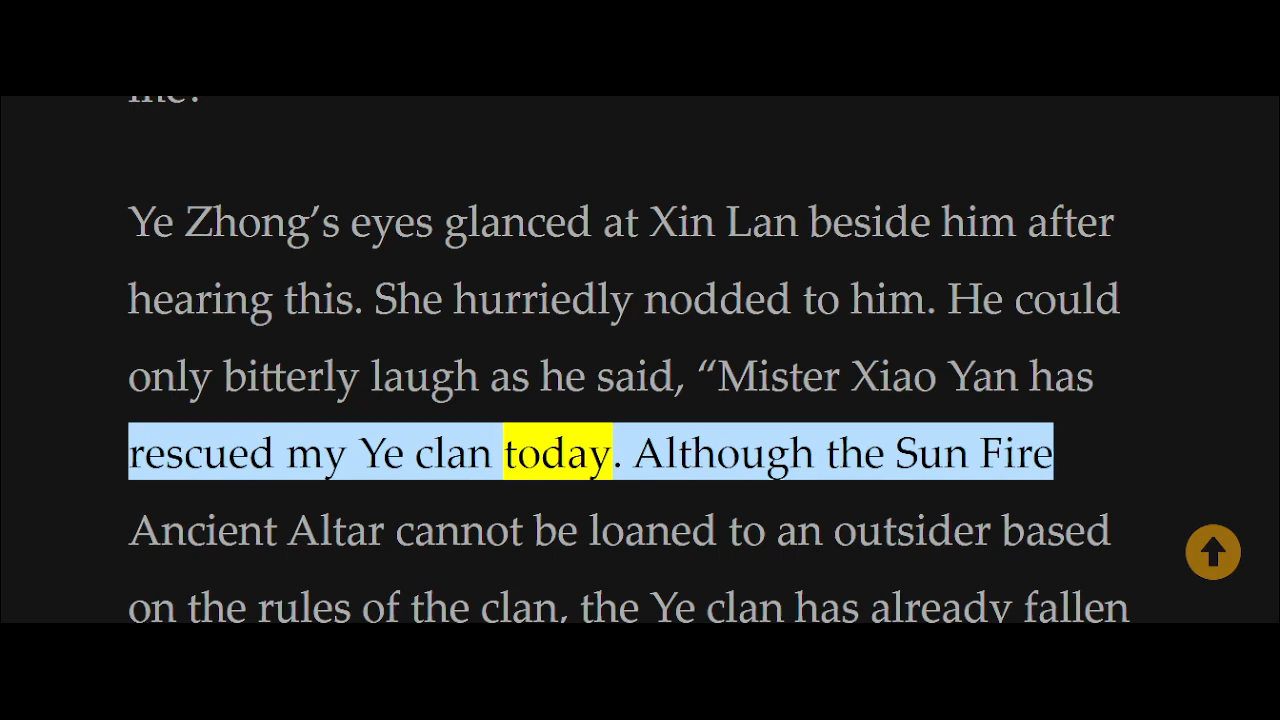 Ye Zhong’s eyes glanced at Xin Lan beside him after
hearing this. She hurriedly nodded to him. He could
only bitterly laugh as he said, “Mister Xiao Yan has
rescued my Ye clan today. Although the Sun Fire
Ancient Altar cannot be loaned to an outsider based
on the rules of the clan, the Ye clan has already fallen